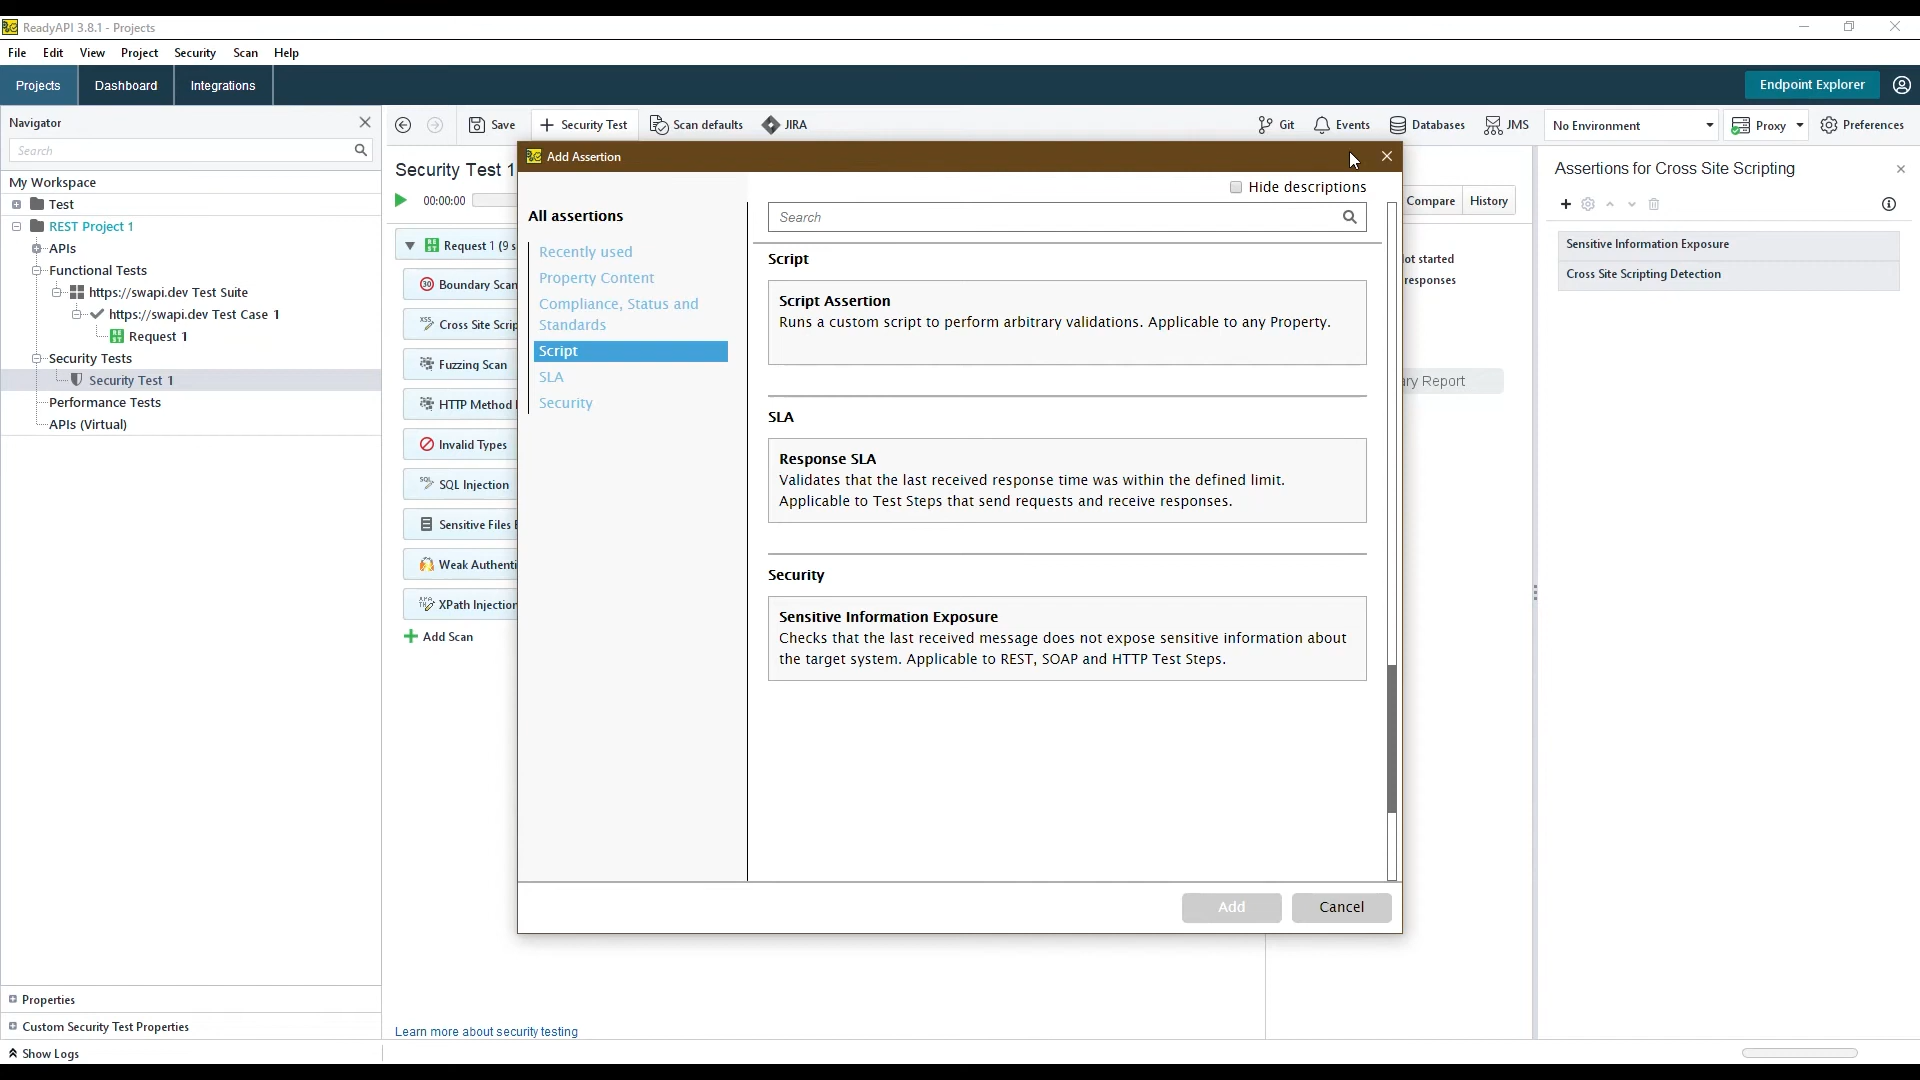 ReadyAPI 3.8.1 - Projects
File Edit View Project Security Scan Help
Projects Dashboard Integrations
Endpoint Explorer
Navigator
Search
My Workspace
Test
REST Project 1
APIs
Functional Tests
https://swapi.dev Test Suite
https://swapi.dev Test Case 1
Request 1
Security Tests
Security Test 1
Performance Tests
APIs (Virtual)
Properties
Custom Security Test Properties
Show Logs
Save Security Test Scan defaults JIRA
Git Events Databases JMS No Environment Proxy Preferences
Security Test 1
00:00:00
Request 1 (9 s
Boundary Scan
Cross Site Scrip
Fuzzing Scan
HTTP Method
Invalid Types
SQL Injection
Sensitive Files
Weak Authenti
XPath Injection
Add Scan
Learn more about security testing
Add Assertion
Hide descriptions
All assertions
Recently used
Property Content
Compliance, Status and
Standards
Script
SLA
Security
Search
Script
Script Assertion
Runs a custom script to perform arbitrary validations. Applicable to any Property.
SLA
Response SLA
Validates that the last received response time was within the defined limit.
Applicable to Test Steps that send requests and receive responses.
Security
Sensitive Information Exposure
Checks that the last received message does not expose sensitive information about
the target system. Applicable to REST, SOAP and HTTP Test Steps.
Add Cancel
Compare History
ot started
responses
ary Report
Assertions for Cross Site Scripting
Sensitive Information Exposure
Cross Site Scripting Detection